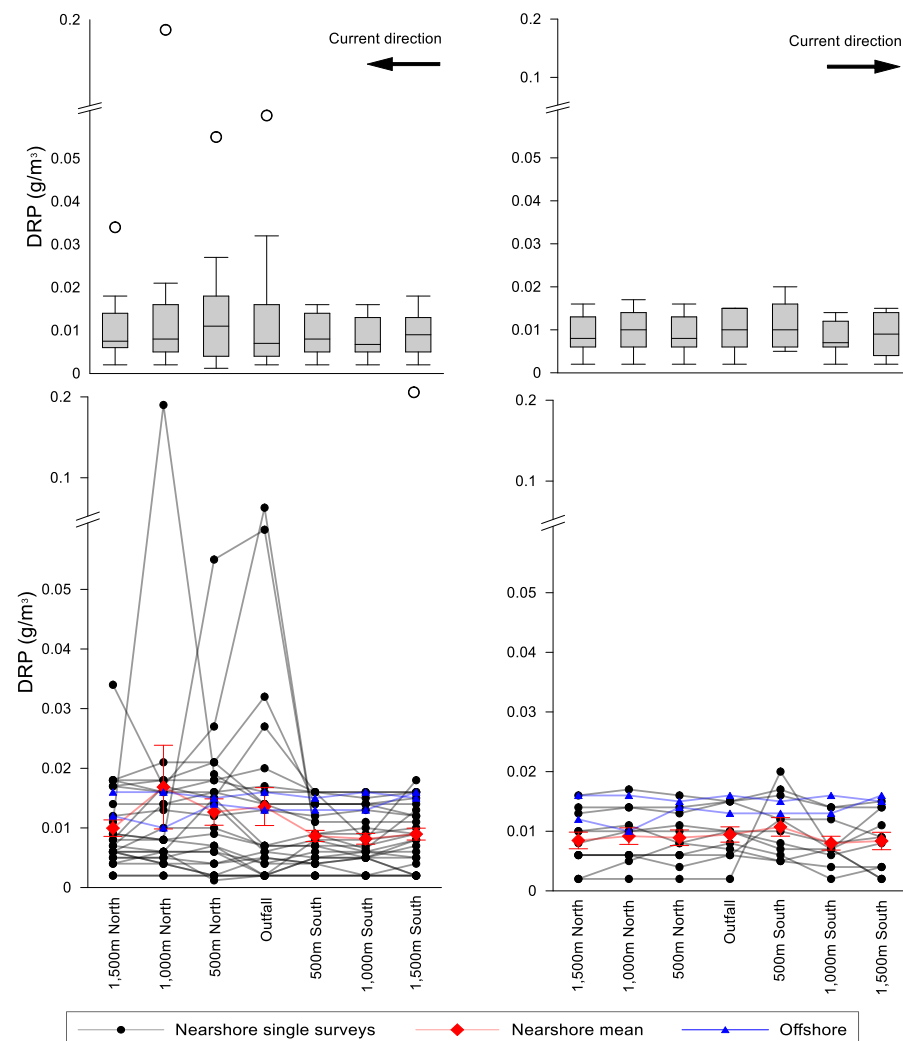 0.2
0.05
0.04
0.03
0.02
0.01
0
DRP (g/m³)
Current direction
0.2
0.1
0.05
0.04
0.03
0.02
0.01
0
Current direction
0.2
0.1
0.05
0.04
0.03
0.02
0.01
0
DRP (g/m³)
1,500m North
1,000m North
500m North
Outfall
500m South
1,000m South
1,500m South
0.2
0.1
0.05
0.04
0.03
0.02
0.01
0
1,500m North
1,000m North
500m North
Outfall
500m South
1,000m South
1,500m South
Nearshore single surveys
Nearshore mean
Offshore